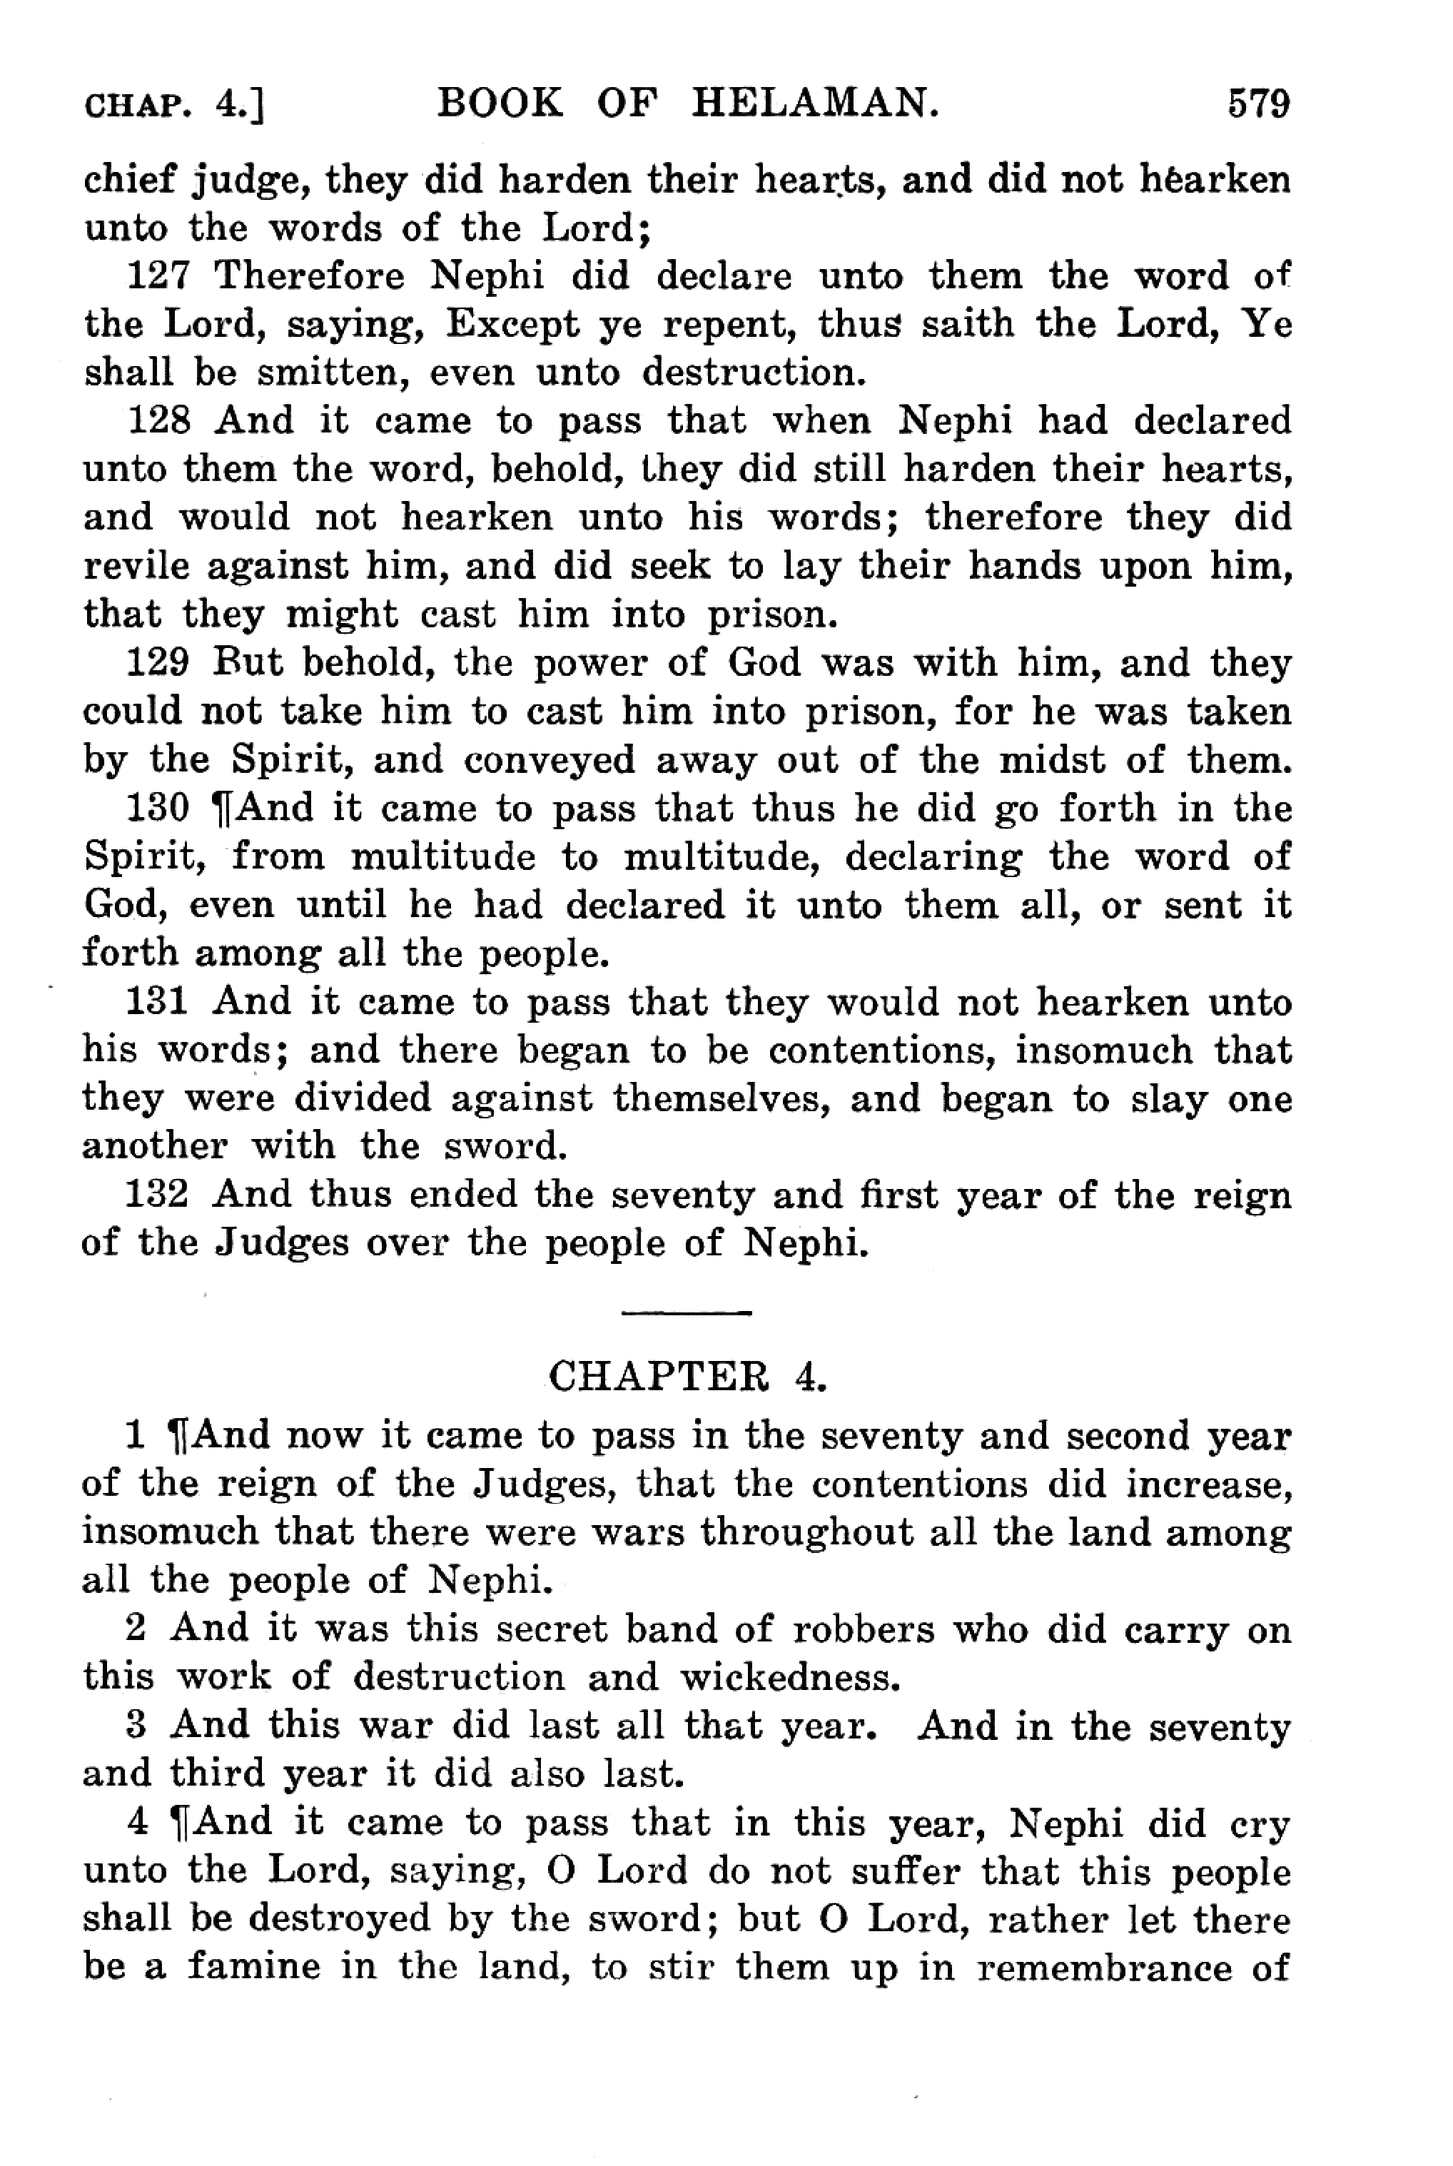 CHAP. 4.] BOOK OF HELAMAN. 579
chief judge, they did harden their hearts, and did not hearken
unto the words of the Lord;
127 Therefore Nephi did declare unto them the word of
the Lord, saying, Except ye repent, thus saith the Lord, Ye
shall be smitten, even unto destruction.
128 And it came to pass that when Nephi had declared
unto them the word, behold, they did still harden their hearts,
and would not hearken unto his words; therefore they did
revile against him, and did seek to lay their hands upon him,
that they might cast him into prison.
129 But behold, the power of God was with him, and they
could not take him to cast him into prison, for he was taken
by the Spirit, and conveyed away out of the midst of them.
130 ¶And it came to pass that thus he did go forth in the
Spirit, from multitude to multitude, declaring the word of
God, even until he had declared it unto them all, or sent it
forth among all the people.
131 And it came to pass that they would not hearken unto
his words; and there began to be contentions, insomuch that
they were divided against themselves, and began to slay one
another with the sword.
132 And thus ended the seventy and first year of the reign
of the Judges over the people of Nephi.
CHAPTER 4.
1 ¶And now it came to pass in the seventy and second year
of the reign of the Judges, that the contentions did increase,
insomuch that there were wars throughout all the land among
all the people of Nephi.
2 And it was this secret band of robbers who did carry on
this work of destruction and wickedness.
3 And this war did last all that year. And in the seventy
and third year it did also last.
4 ¶And it came to pass that in this year, Nephi did cry
unto the Lord, saying, O Lord do not suffer that this people
shall be destroyed by the sword; but O Lord, rather let there
be a famine in the land, to stir them up in remembrance of